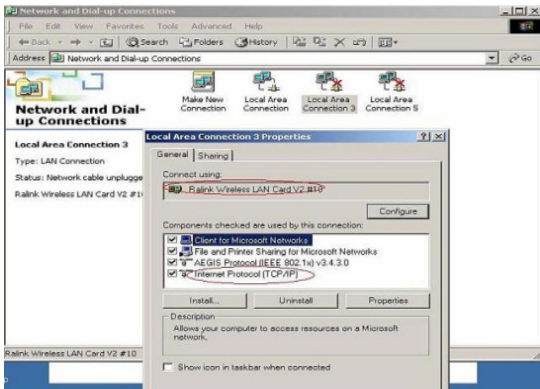 Network and Dial-up Connections
File Edit View Favorites Tools Advanced Help
Back Search Folders History
Address Network and Dial-up Connections Go
Make New Connection
Local Area Connection
Local Area Connection 3
Local Area Connection 5
Network and Dial-up Connections
Local Area Connection 3
Type: LAN Connection
Status: Network cable unplugge
Ralink Wireless LAN Card V2 #1
Local Area Connection 3 Properties
General Sharing
Connect using:
Ralink Wireless LAN Card V2 #10
Configure
Components checked are used by this connection:
Client for Microsoft Networks
File and Printer Sharing for Microsoft Networks
AEGIS Protocol (IEEE 802.1x) v3.4.3.0
Internet Protocol (TCP/IP)
Install... Uninstall Properties
Description
Allows your computer to access resources on a Microsoft
network.
Show icon in taskbar when connected
Ralink Wireless LAN Card V2 #10